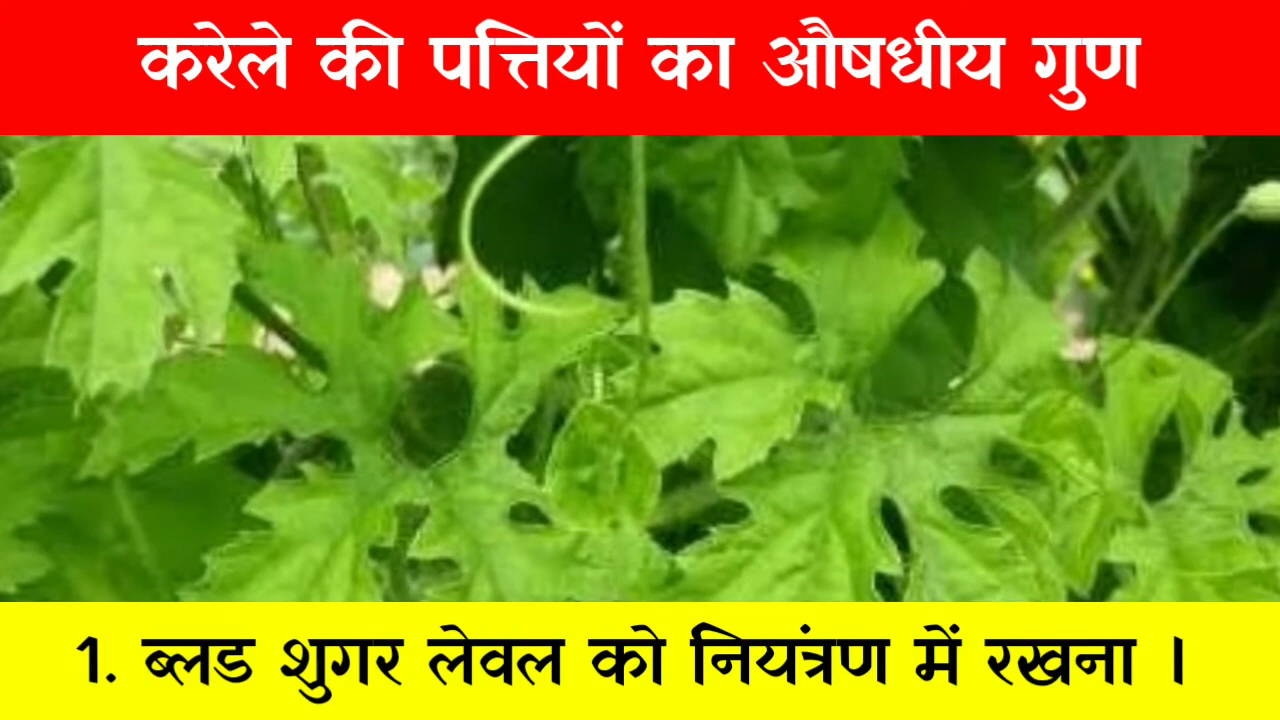 करेले की पत्तियों का औषधीय गुण
1. ब्लड शुगर लेवल को नियंत्रण में रखना ।